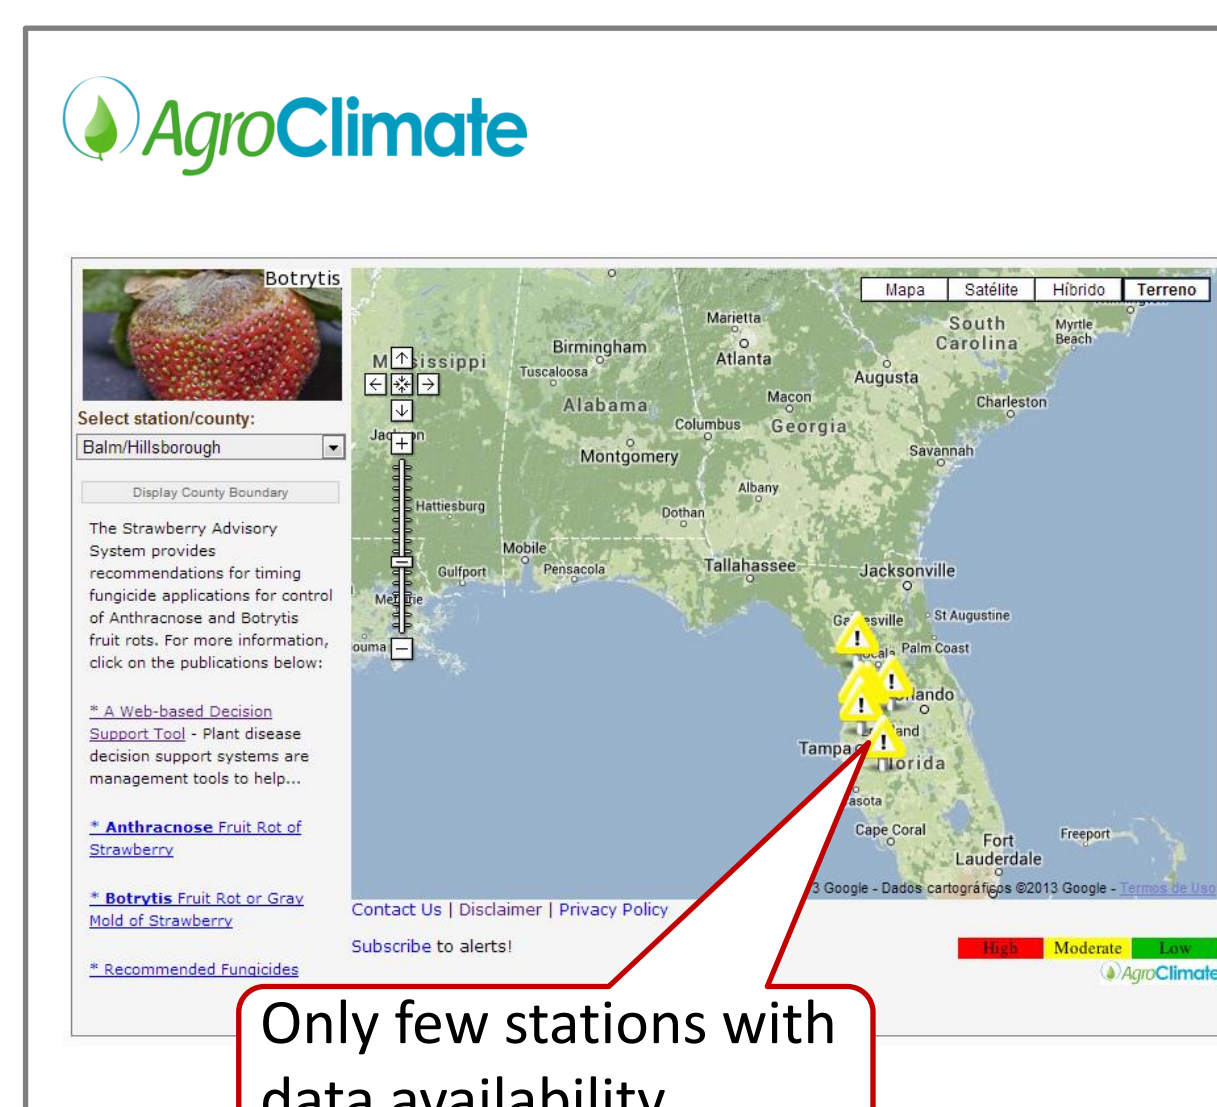 AgroClimate
Botrytis
Select station/county:
Balm/Hillsborough
Display County Boundary
The Strawberry Advisory
System provides
recommendations for timing
fungicide applications for control
of Anthracnose and Botrytis
fruit rots. For more information,
click on the publications below:
* A Web-based Decision
Support Tool - Plant disease
decision support systems are
management tools to help...
* Anthracnose Fruit Rot of
Strawberry
* Botrytis Fruit Rot or Gray
Mold of Strawberry
* Recommended Fungicides
Mapa
Satélite
Híbrido
Terreno
Marietta
Birmingham
Atlanta
Tuscaloosa
South
Carolina
Myrtle
Beach
Augusta
Alabama
Macon
Charleston
Columbus
Georgia
Montgomery
Savannah
Albany
Hattiesburg
Dothan
Mobile
Tallahassee
Gulfport
Pensacola
Jacksonville
St Augustine
Palm Coast
Tampa
Cape Coral
Fort
Lauderdale
Freeport
3 Google - Dados cartográficos ©2013 Google - Termos de Uso
Contact Us | Disclaimer | Privacy Policy
Subscribe to alerts!
High Moderate Low
AgroClimate
Only few stations with
data availability